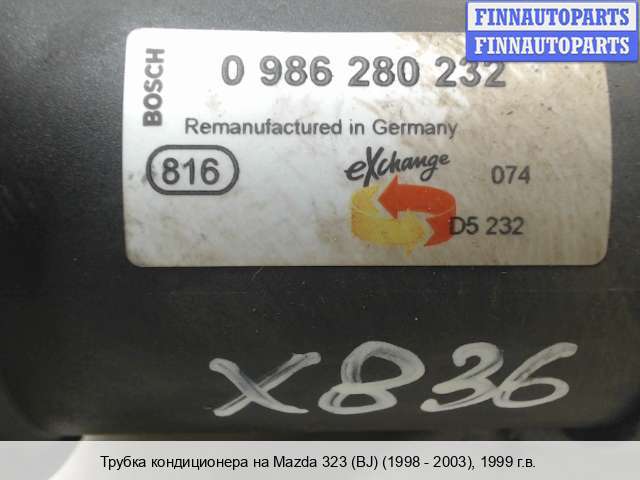 FINNAUTOPARTS
FINNAUTOPARTS
BOSCH
0 986 280 232
Remanufactured in Germany
816
eXchange
074
D5 232
X836
Трубка кондиционера на Mazda 323 (BJ) (1998 - 2003), 1999 г.в.